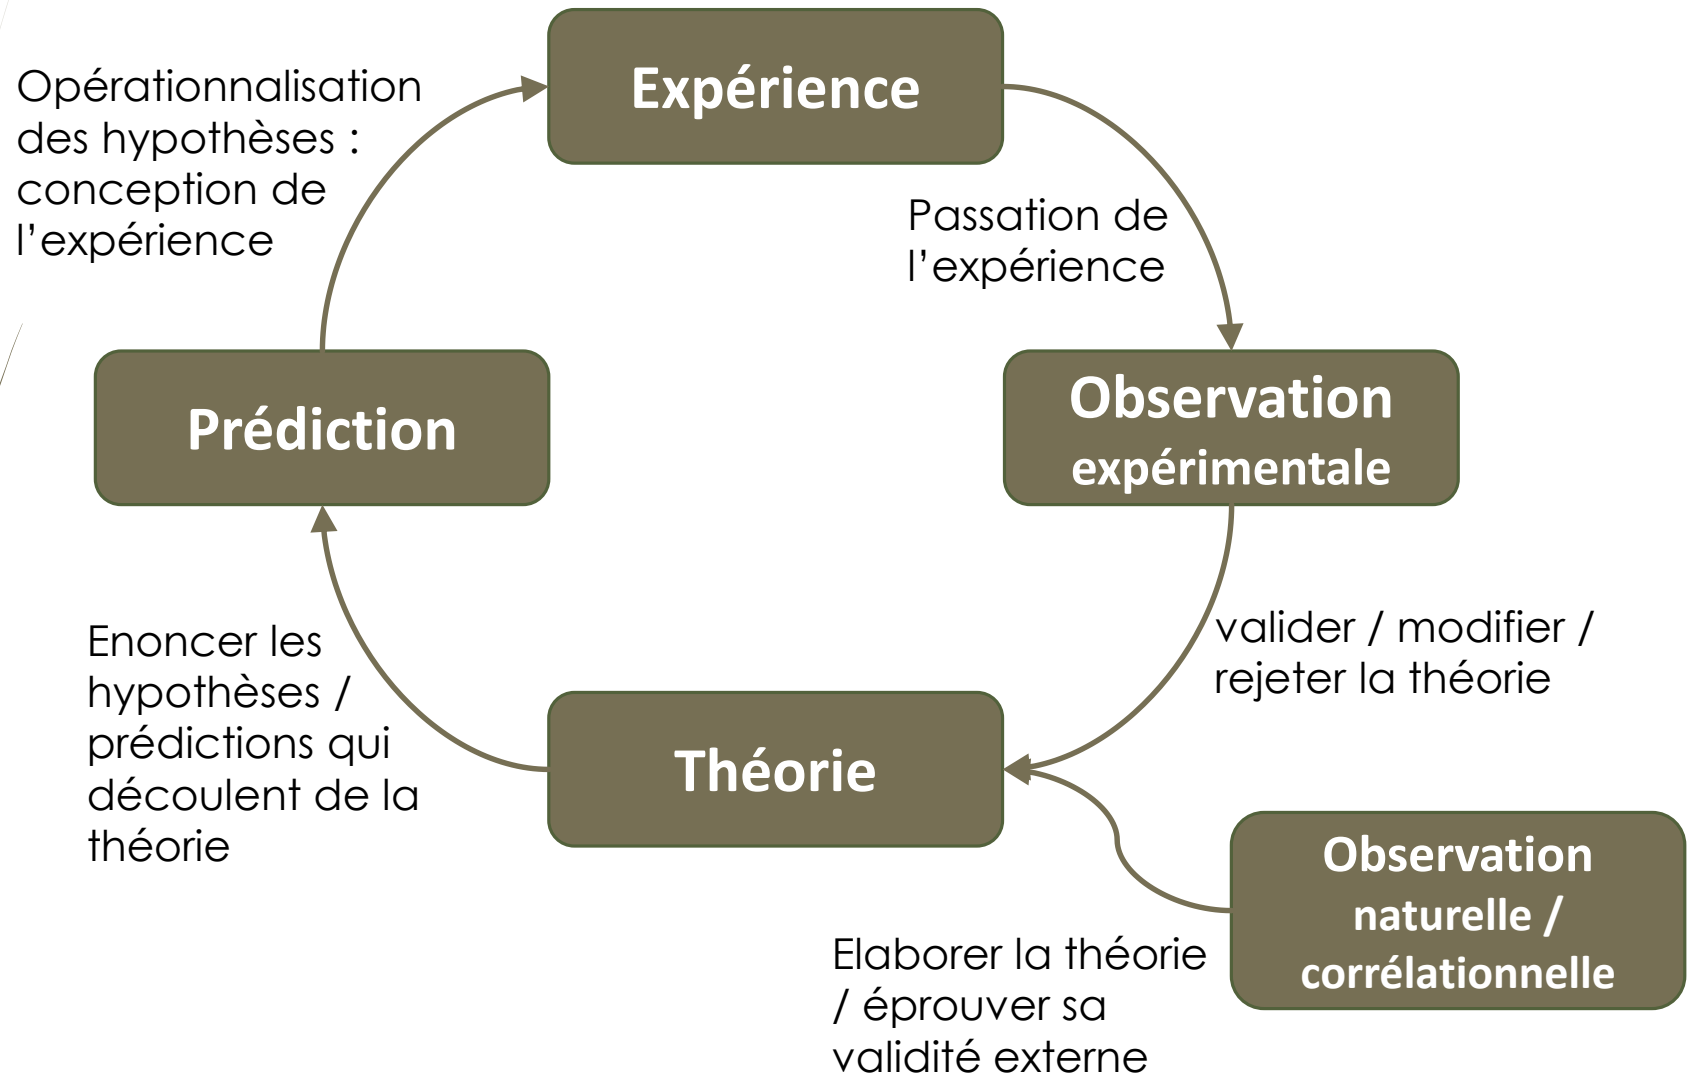 Expérience
Opérationnalisation
des hypothèses :
conception de
l’expérience
Passation de
l’expérience
Prédiction
Observation
expérimentale
Enoncer les
hypothèses /
prédictions qui
découlent de la
théorie
valider / modifier /
rejeter la théorie
Théorie
Observation
naturelle /
corrélationnelle
Elaborer la théorie
/ éprouver sa
validité externe